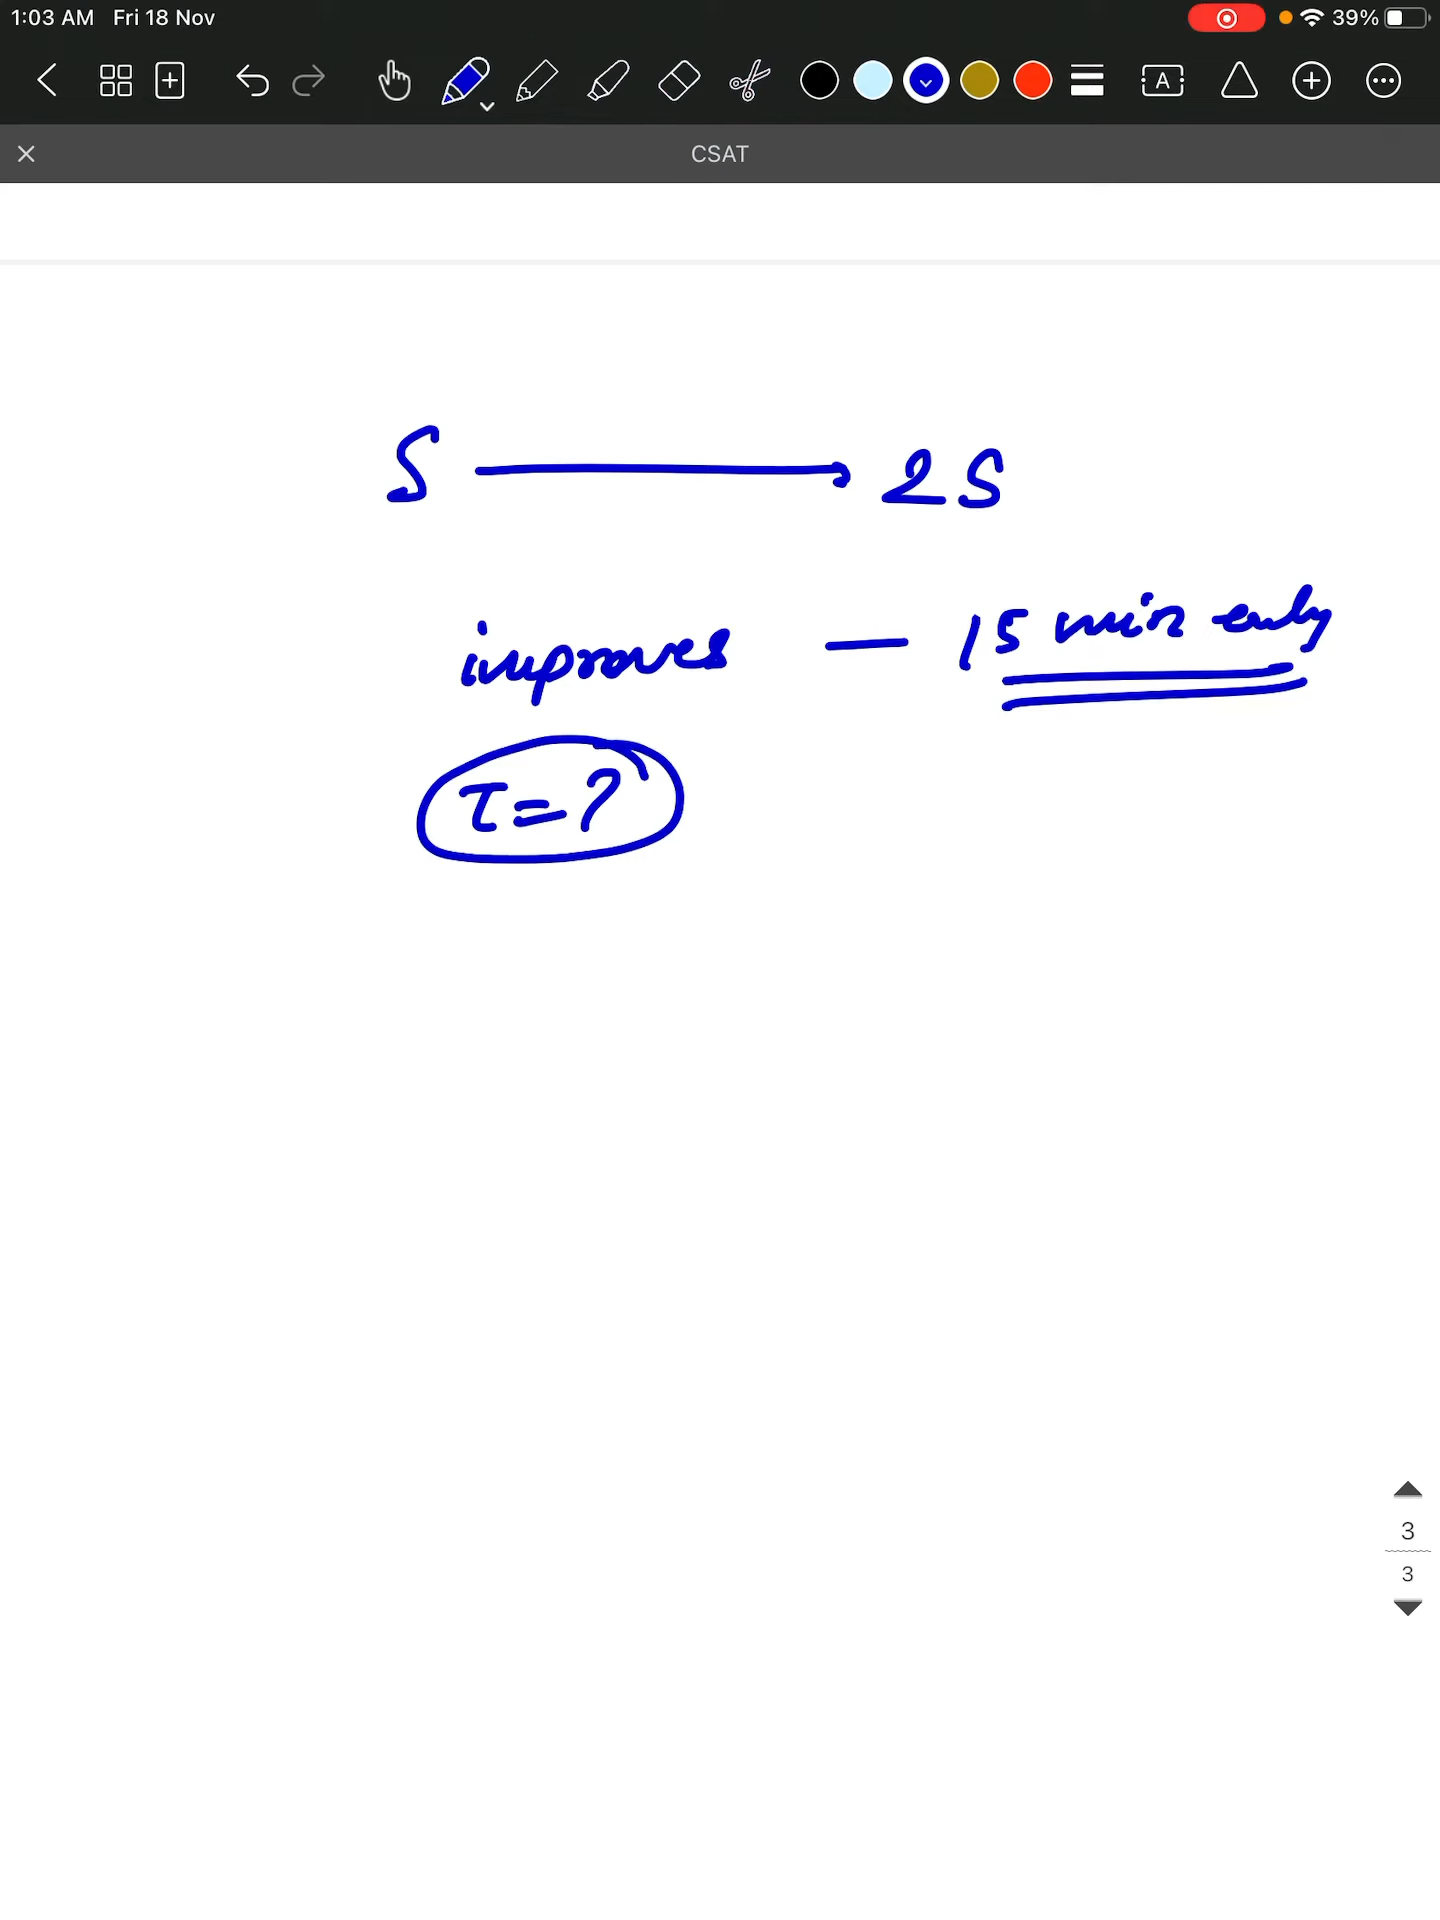 1:03 AM Fri 18 Nov 39%
A
CSAT
S → 2S
improves — 15 min early
T = ?
3
3